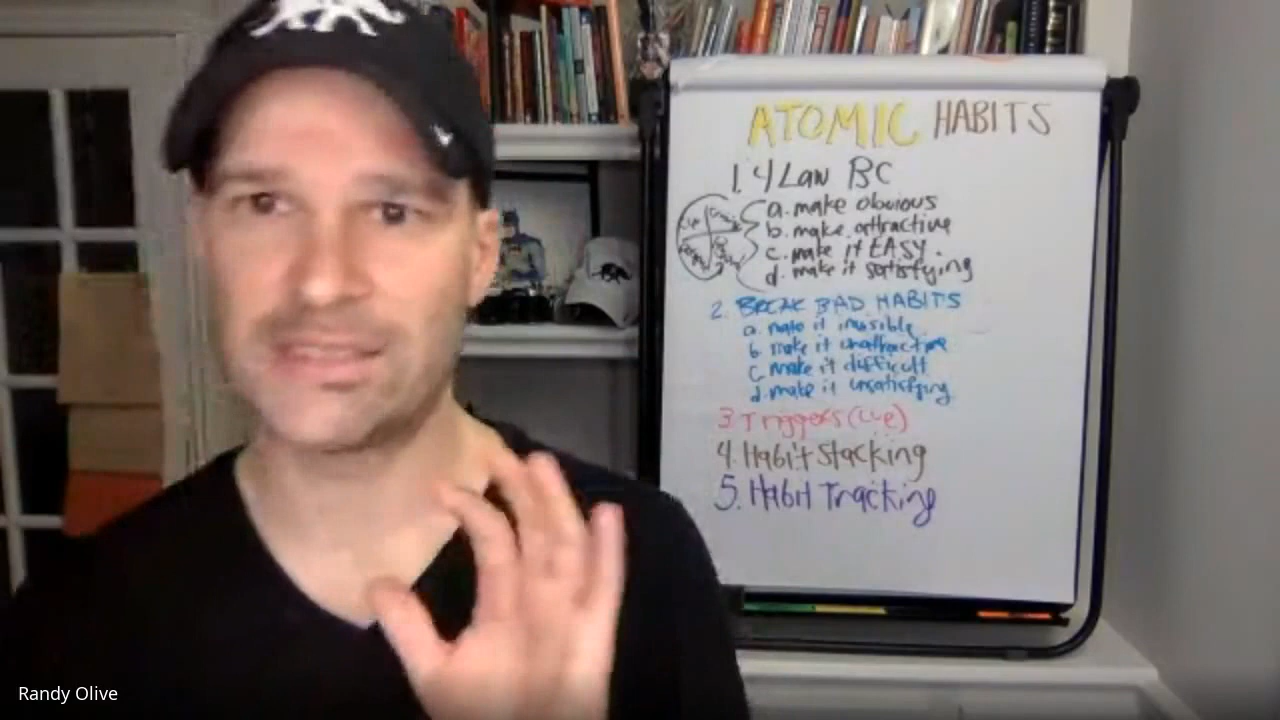 ATOMIC HABITS
1. 4 Law BC
a. make obvious
b. make attractive
c. make it EASY.
d. make it satisfying
2. BREAK BAD HABITS
a. make it invisible
b. make it unattractive
c. make it difficult
d. make it unsatisfying
3. Triggers (cue)
4. Habit Stacking
5. Habit Tracking
Randy Olive